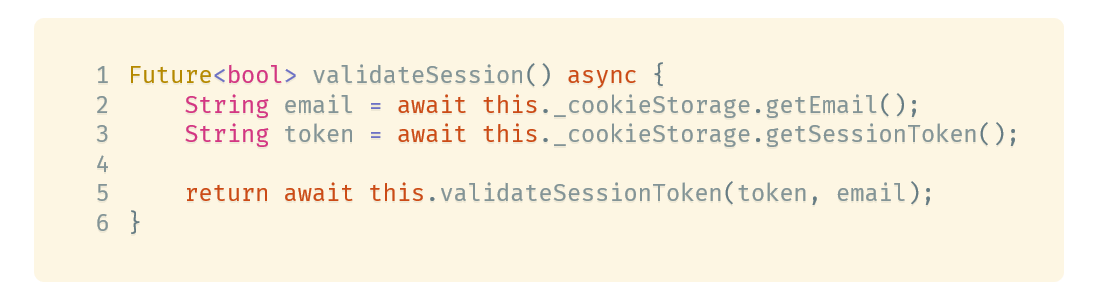 1 Future<bool> validateSession() async {
2     String email = await this._cookieStorage.getEmail();
3     String token = await this._cookieStorage.getSessionToken();
4
5     return await this.validateSessionToken(token, email);
6 }